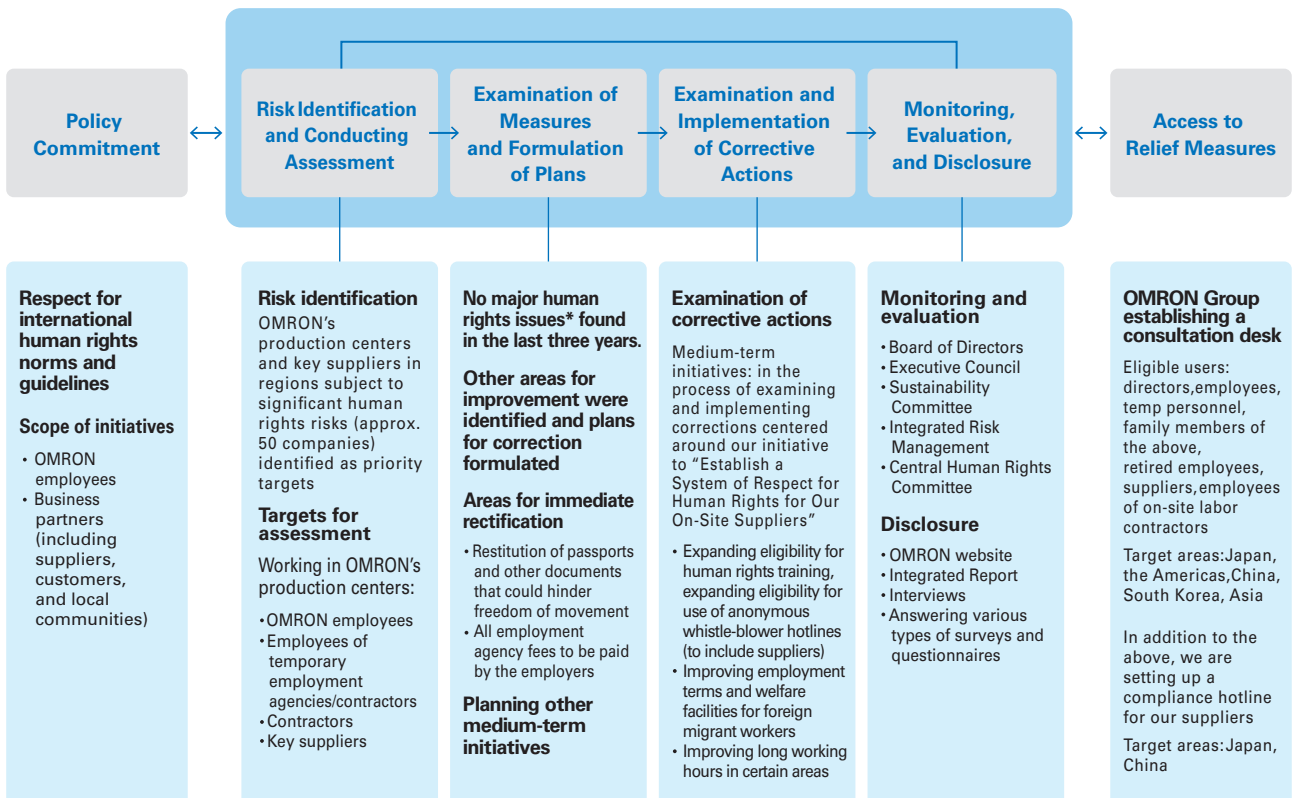 Policy
Commitment
Risk Identification
and Conducting
Assessment
Examination of
Measures
and Formulation
of Plans
Examination and
Implementation
of Corrective
Actions
Monitoring,
Evaluation,
and Disclosure
Access to
Relief Measures
Respect for
international
human rights
norms and
guidelines
Scope of initiatives
• OMRON
employees
• Business
partners
(including
suppliers,
customers,
and local
communities)
Risk identification
OMRON's
production centers
and key suppliers in
regions subject to
significant human
rights risks (approx.
50 companies)
identified as priority
targets
Targets for
assessment
Working in OMRON's
production centers:
• OMRON employees
• Employees of
temporary
employment
agencies/contractors
• Contractors
• Key suppliers
No major human
rights issues* found
in the last three years.
Other areas for
improvement were
identified and plans
for correction
formulated
Areas for immediate
rectification
• Restitution of passports
and other documents
that could hinder
freedom of movement
• All employment
agency fees to be paid
by the employers
Planning other
medium-term
initiatives
Examination of
corrective actions
Medium-term
initiatives: in the
process of examining
and implementing
corrections centered
around our initiative
to "Establish a
System of Respect for
Human Rights for Our
On-Site Suppliers"
• Expanding eligibility for
human rights training,
expanding eligibility for
use of anonymous
whistle-blower hotlines
(to include suppliers)
• Improving employment
terms and welfare
facilities for foreign
migrant workers
• Improving long working
hours in certain areas
Monitoring and
evaluation
• Board of Directors
• Executive Council
• Sustainability
Committee
• Integrated Risk
Management
• Central Human Rights
Committee
Disclosure
• OMRON website
• Integrated Report
• Interviews
• Answering various
types of surveys and
questionnaires
OMRON Group
establishing a
consultation desk
Eligible users:
directors, employees,
temp personnel,
family members of
the above,
retired employees,
suppliers, employees
of on-site labor
contractors
Target areas: Japan,
the Americas, China,
South Korea, Asia
In addition to the
above, we are
setting up a
compliance hotline
for our suppliers
Target areas: Japan,
China